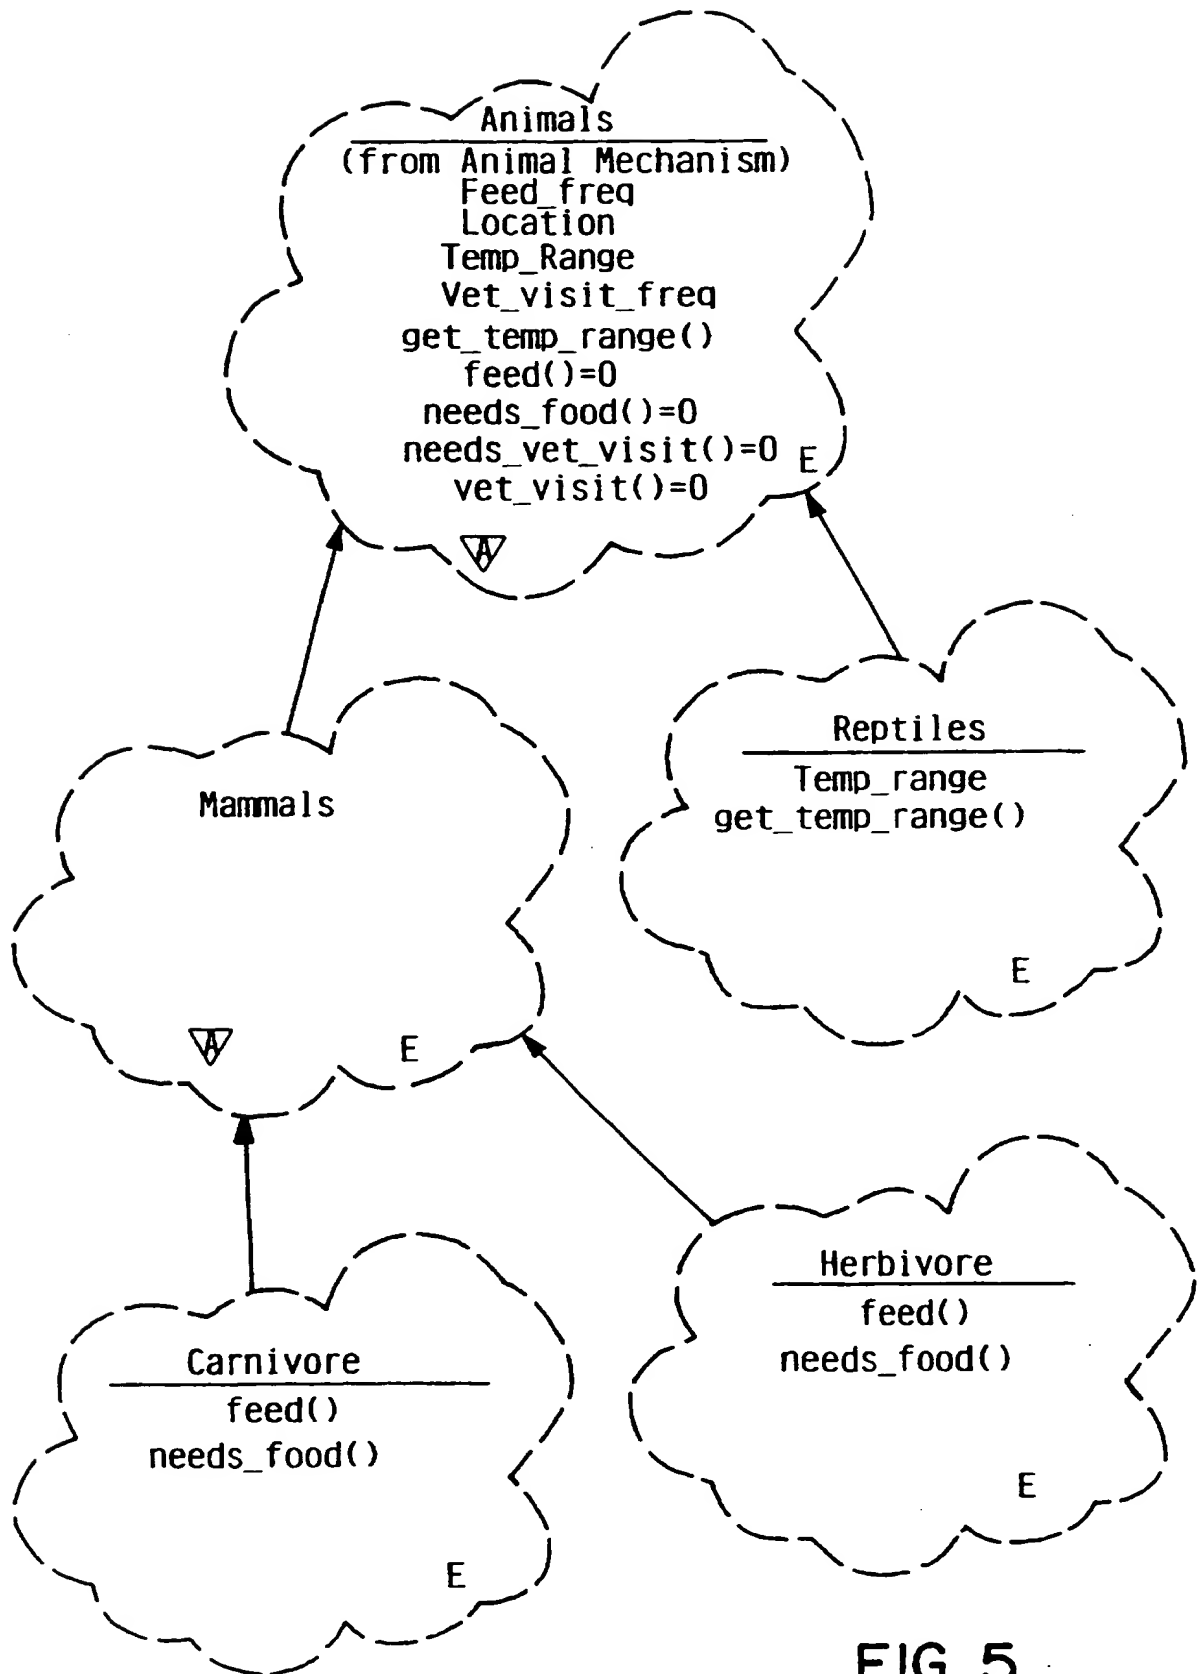 Animals
(from Animal Mechanism)
Feed_freq
Location
Temp_Range
Vet_visit_freq
get_temp_range()
feed()=0
needs_food()=0
needs_vet_visit()=0
E
vet_visit()=0
A
Reptiles
Temp_range
get_temp_range()
E
Mammals
A
E
Herbivore
feed()
needs_food()
E
Carnivore
feed()
needs_food()
E
FIG. 5